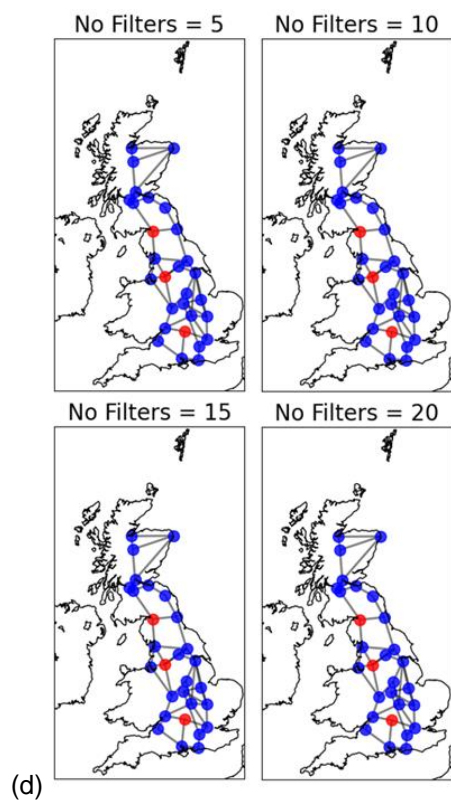 No Filters = 5
No Filters = 10
No Filters = 15
No Filters = 20
(d)